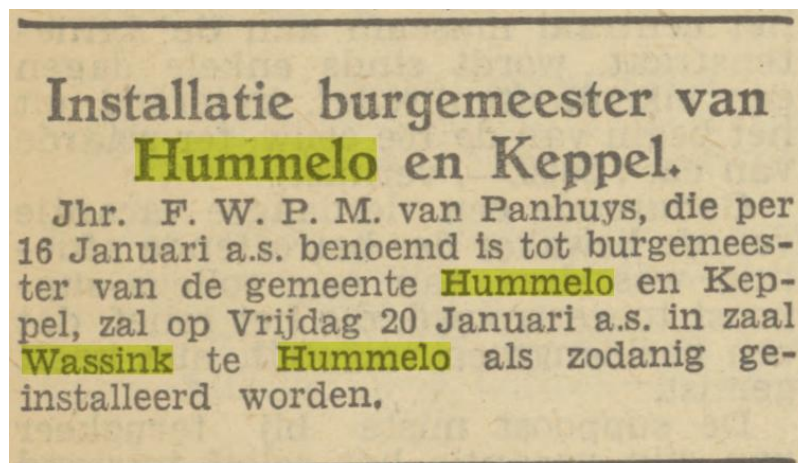 Installatie burgemeester van
Hummelo en Keppel.
Jhr. F. W. P. M. van Panhuys, die per
16 Januari a.s. benoemd is tot burgemees-
ter van de gemeente Hummelo en Kep-
pel, zal op Vrijdag 20 Januari a.s. in zaal
Wassink te Hummelo als zodanig ge-
installeerd worden.